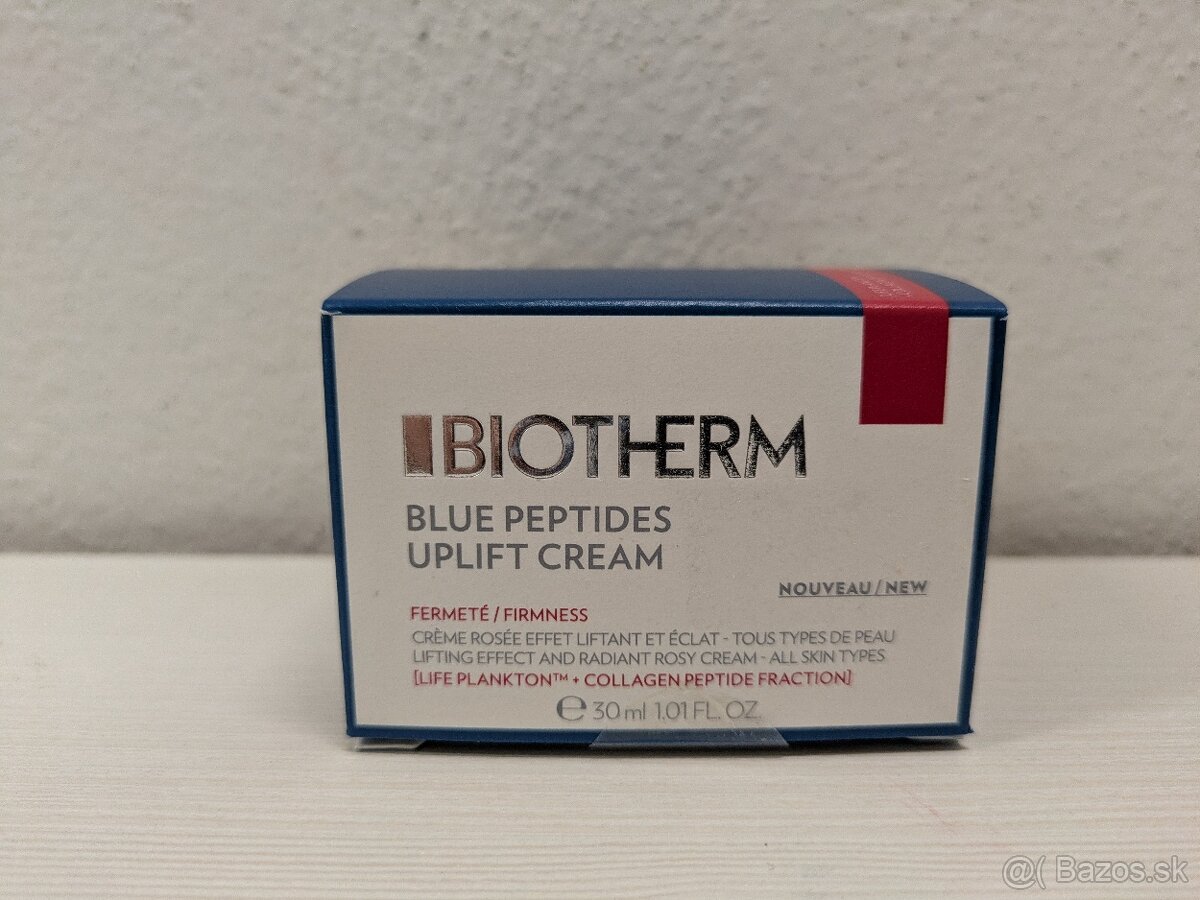 BIOTHERM
BLUE PEPTIDES
UPLIFT CREAM
NOUVEAU / NEW
FERMETÉ / FIRMNESS
CRÈME ROSÉE EFFET LIFTANT ET ÉCLAT - TOUS TYPES DE PEAU
LIFTING EFFECT AND RADIANT ROSY CREAM - ALL SKIN TYPES
[LIFE PLANKTON™ + COLLAGEN PEPTIDE FRACTION]
℮ 30 ml 1.01 FL. OZ.
@( Bazos.sk